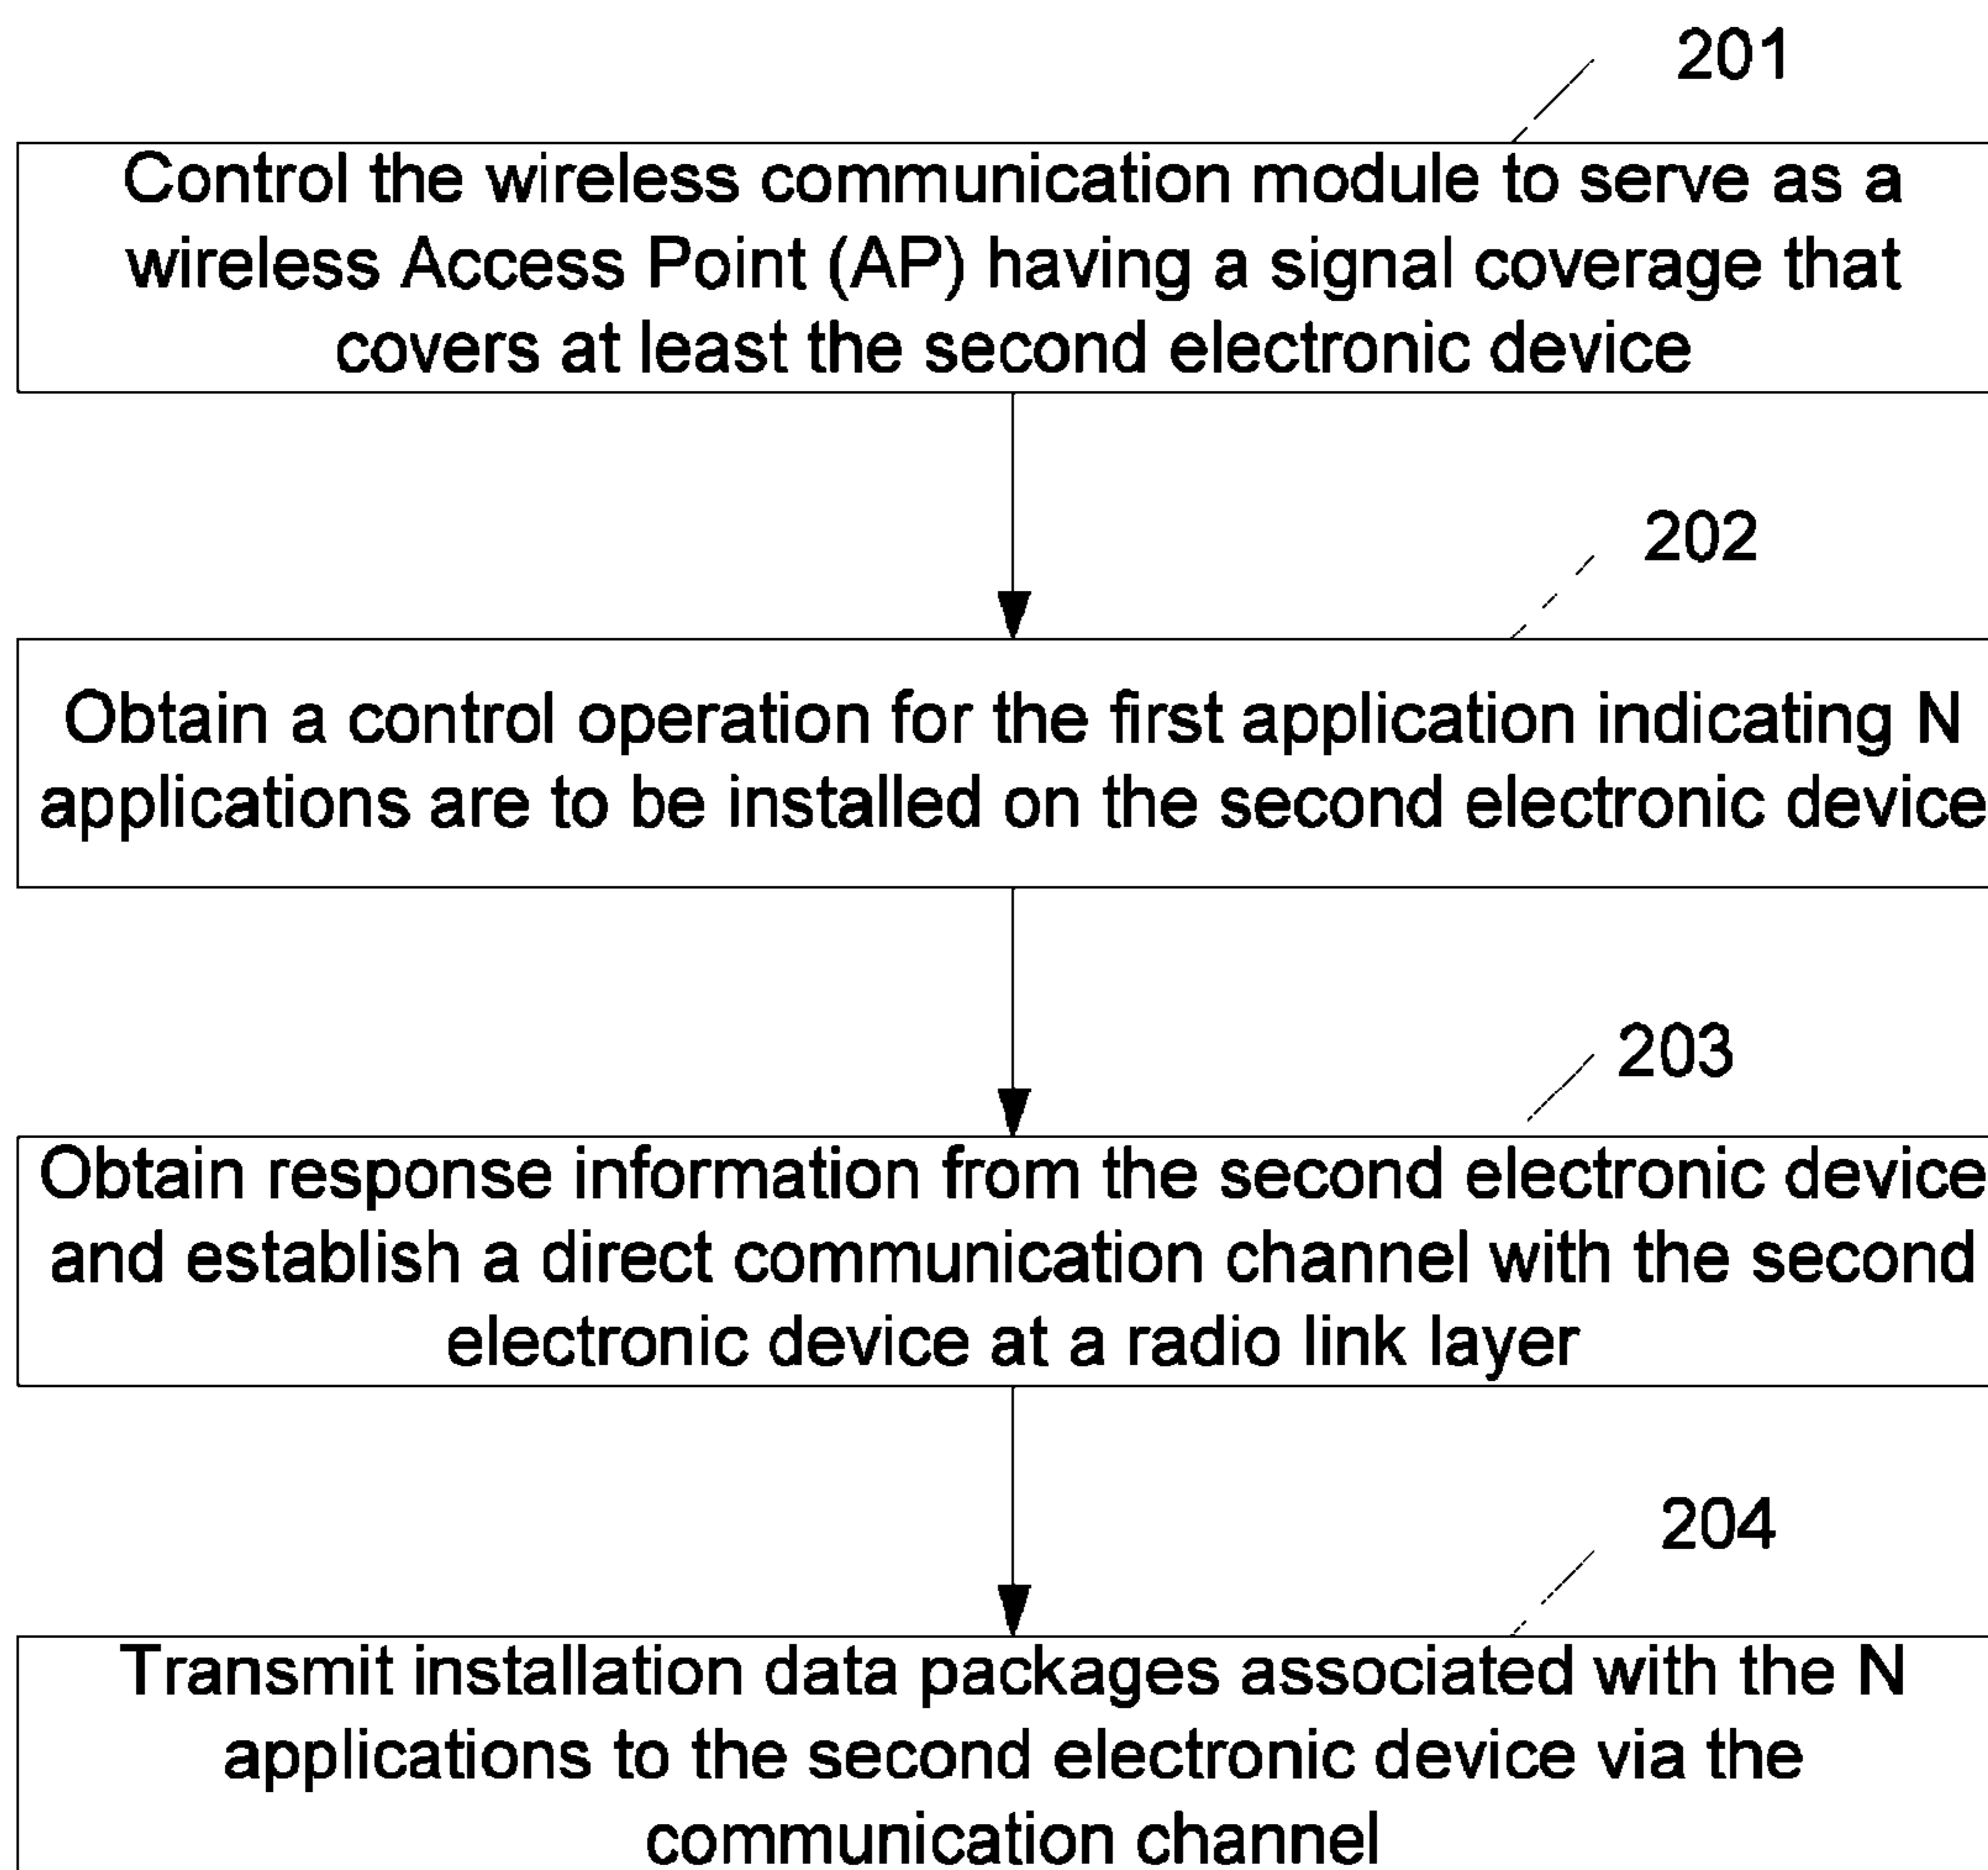 201
Control the wireless communication module to serve as a
wireless Access Point (AP) having a signal coverage that
covers at least the second electronic device
202
Obtain a control operation for the first application indicating N
applications are to be installed on the second electronic device
203
Obtain response information from the second electronic device
and establish a direct communication channel with the second
electronic device at a radio link layer
204
Transmit installation data packages associated with the N
applications to the second electronic device via the
communication channel